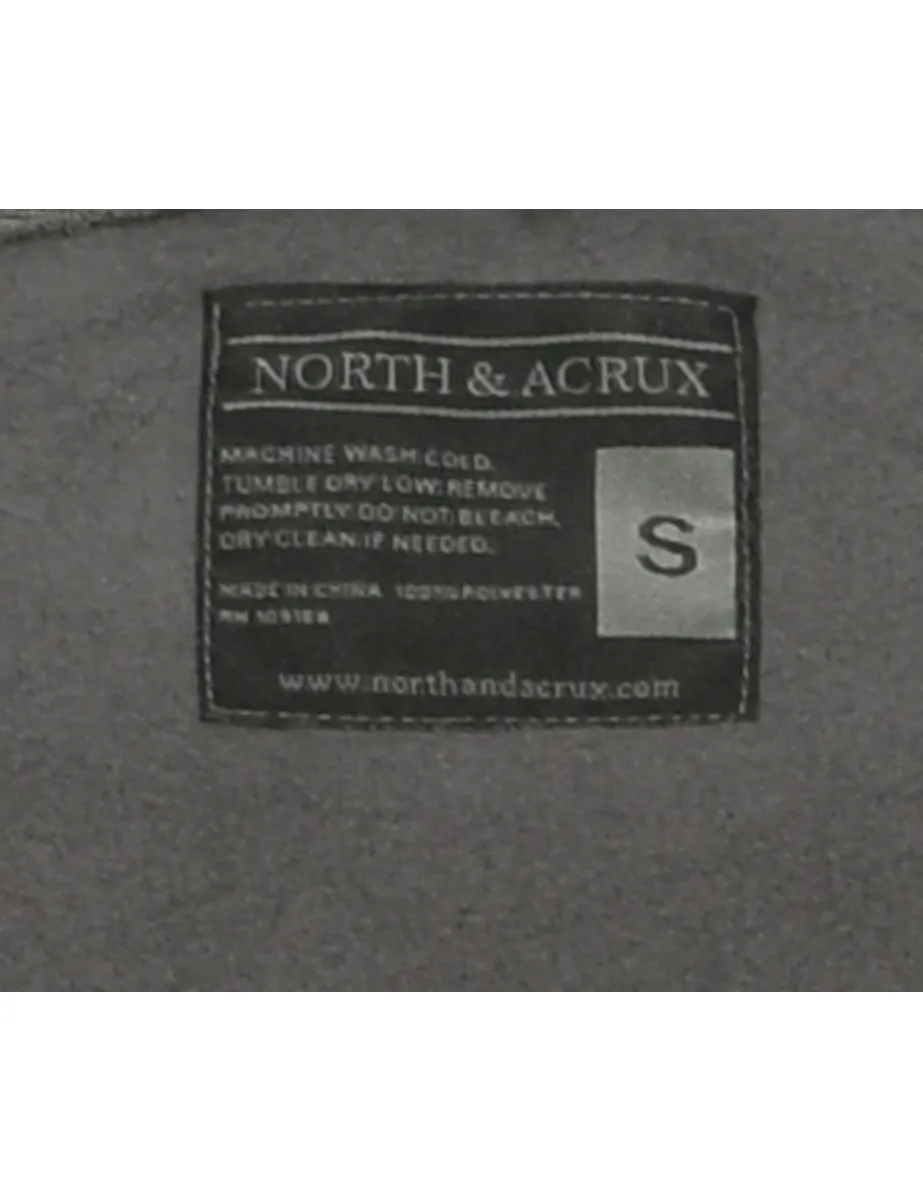 NORTH & ACRUX
MACHINE WASH COLD.
TUMBLE DRY LOW. REMOVE
PROMPTLY. DO NOT BLEACH.
DRY CLEAN IF NEEDED.
S
MADE IN CHINA 100% POLYESTER
RN
www.northandacrux.com